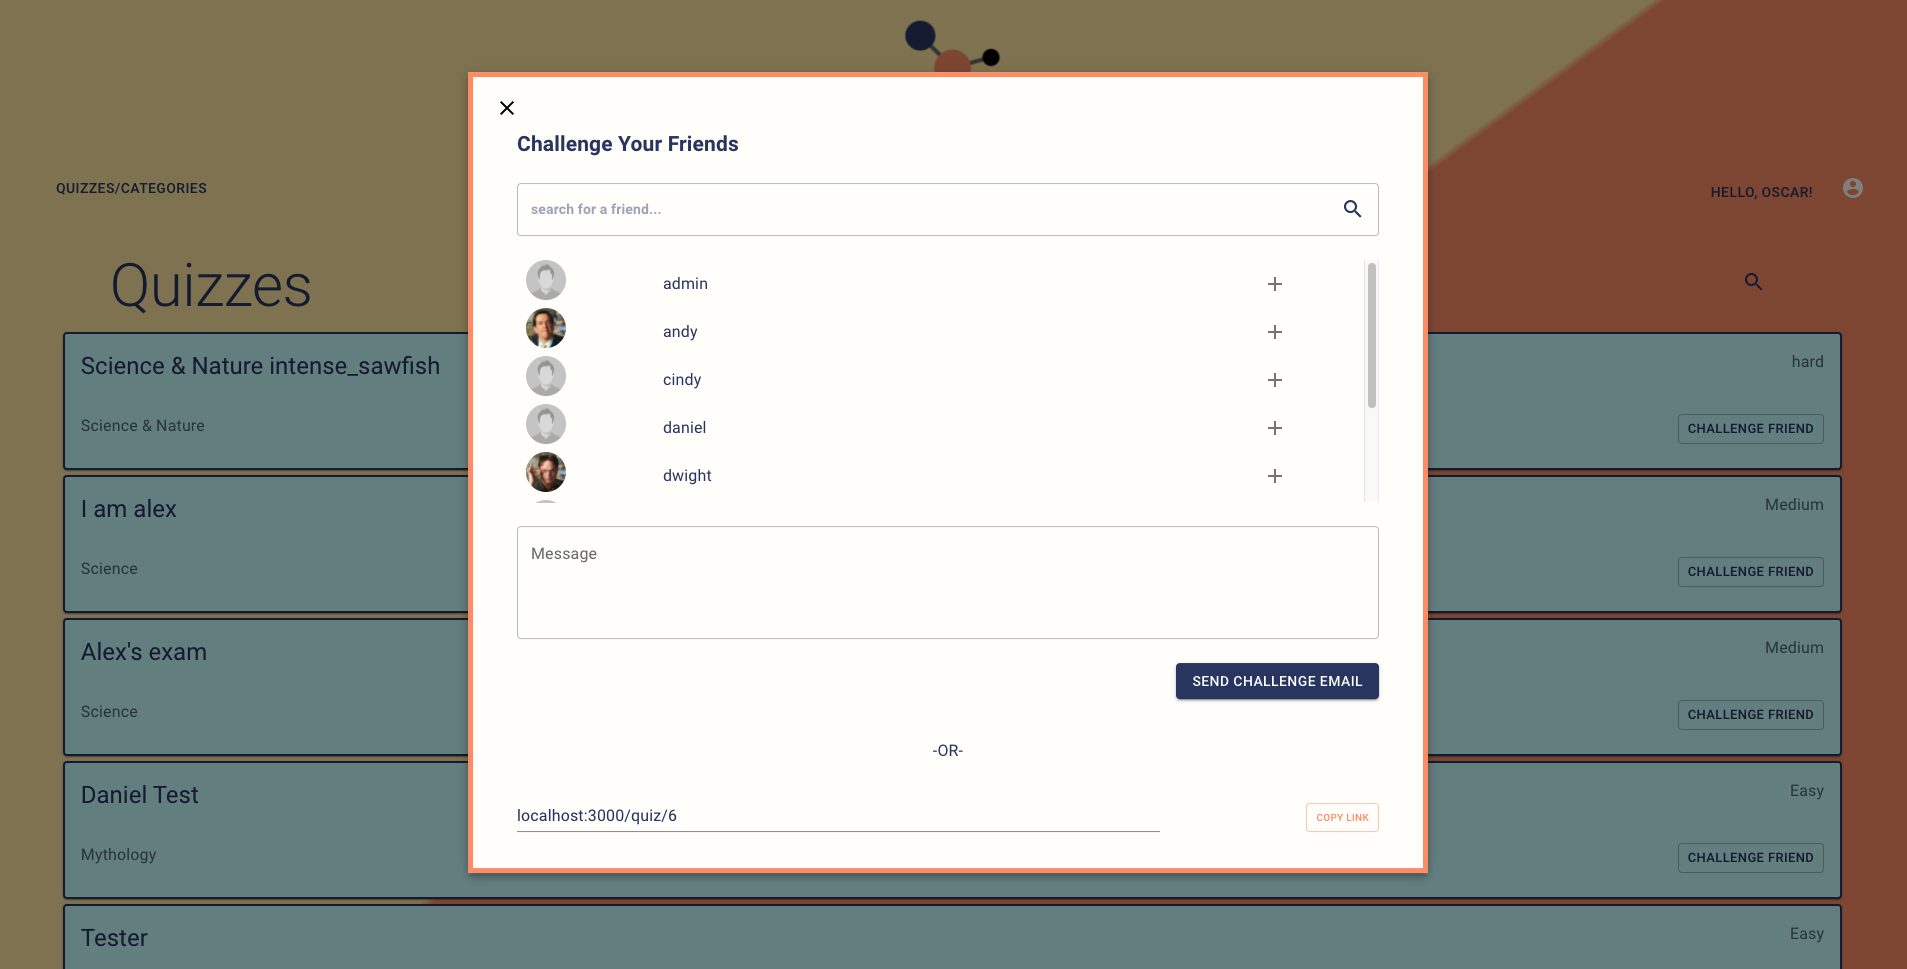 Challenge Your Friends
search for a friend...
admin
andy
cindy
daniel
dwight
Message
SEND CHALLENGE EMAIL
-OR-
localhost:3000/quiz/6
COPY LINK
QUIZZES/CATEGORIES
HELLO, OSCAR!
Quizzes
Science & Nature intense_sawfish
hard
Science & Nature
CHALLENGE FRIEND
I am alex
Medium
Science
CHALLENGE FRIEND
Alex's exam
Medium
Science
CHALLENGE FRIEND
Daniel Test
Easy
Mythology
CHALLENGE FRIEND
Tester
Easy